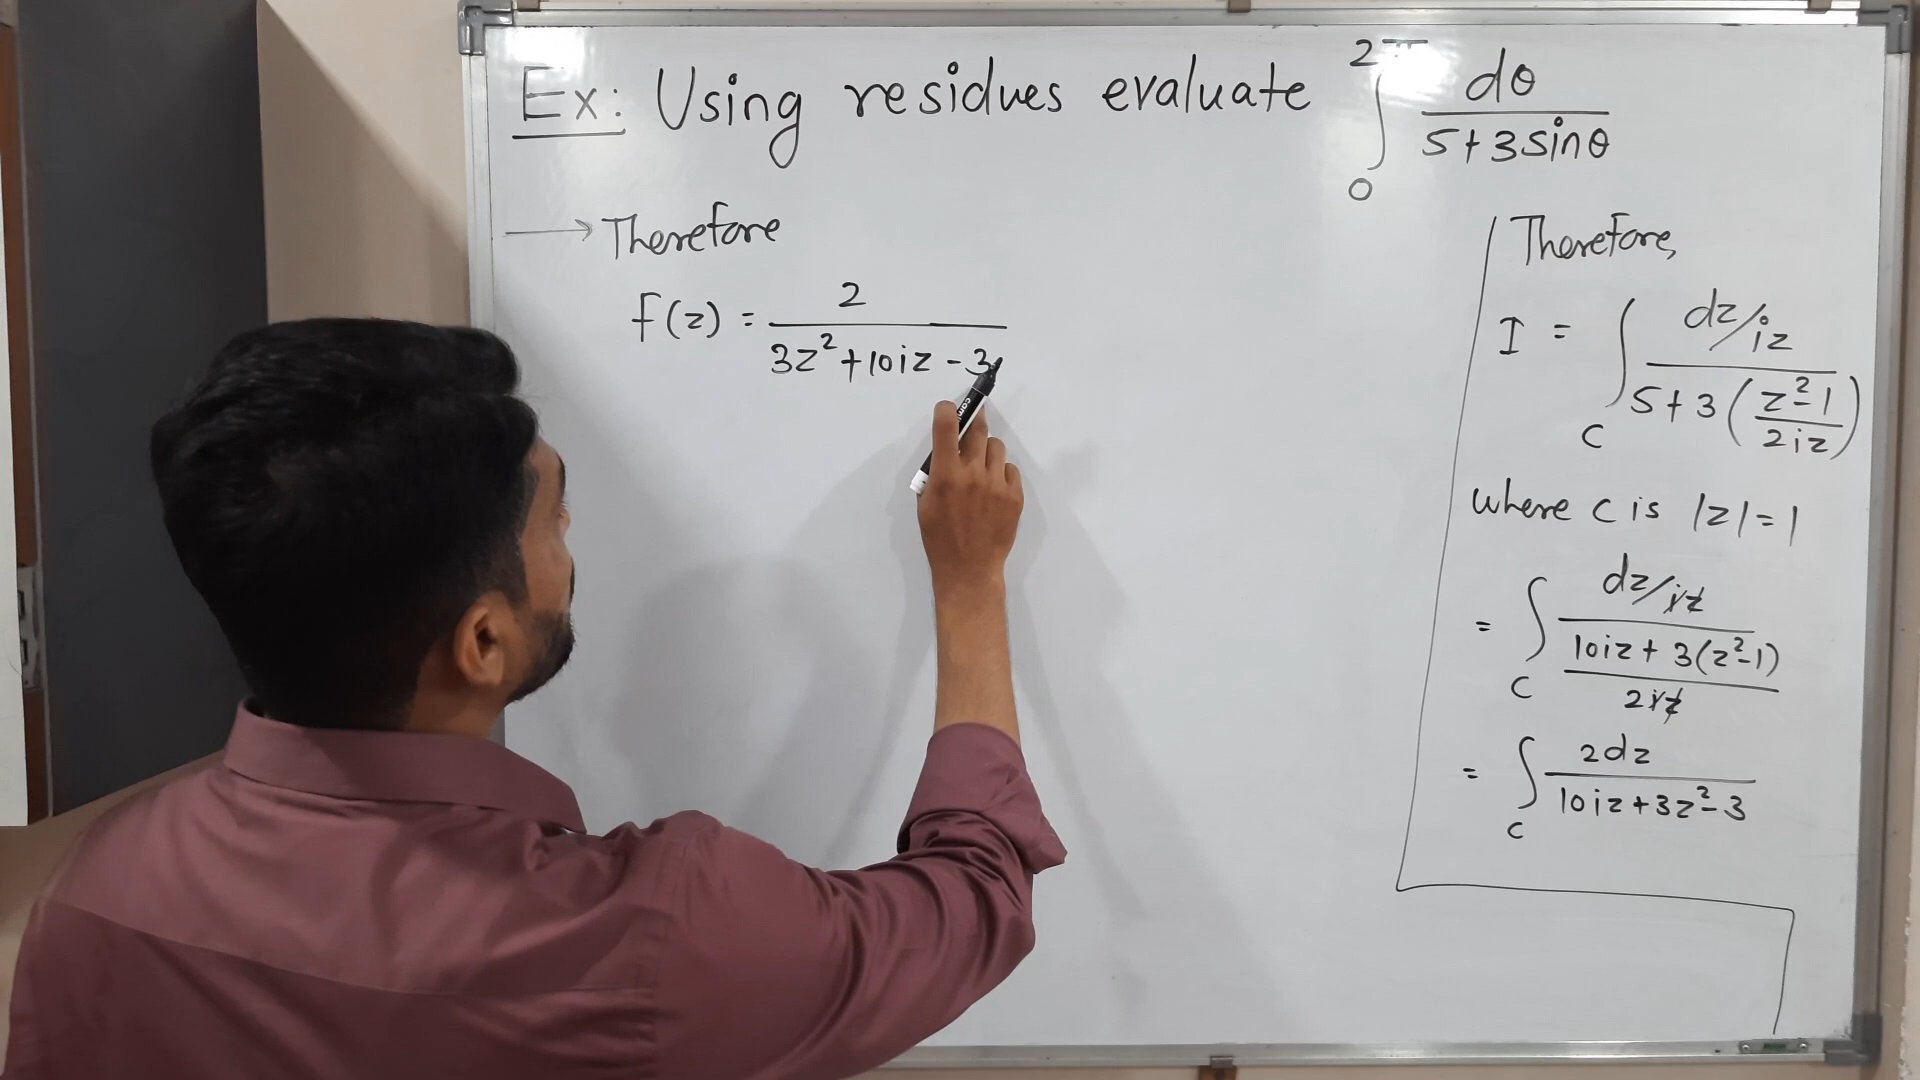 Ex: Using residues evaluate ∫₀^2π dθ / (5+3sinθ)
→ Therefore
f(z) = 2 / (3z²+10iz-3)
Therefore,
I = ∫_C (dz/iz) / (5+3((z²-1)/(2iz)))
where c is |z|=1
= ∫_C (dz/iz) / ((10iz+3(z²-1))/(2iz))
= ∫_C 2dz / (10iz+3z²-3)